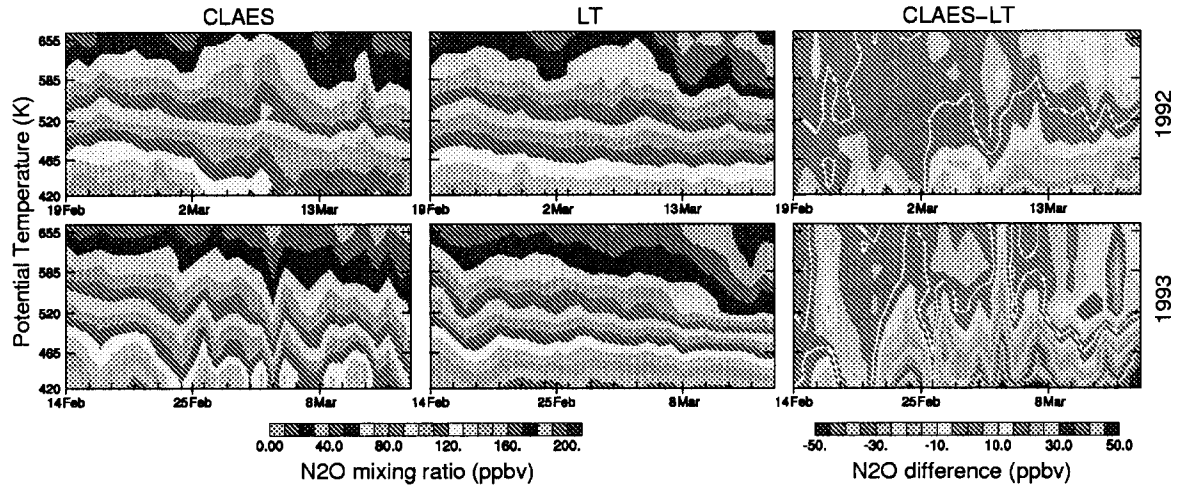 CLAES LT CLAES-LT
655
585
520
465
420
19Feb 2Mar 13Mar 19Feb 2Mar 13Mar 19Feb 2Mar 13Mar
1992
Potential Temperature (K)
655
585
520
465
420
14Feb 25Feb 8Mar 14Feb 25Feb 8Mar 14Feb 25Feb 8Mar
1993
0.00 40.0 80.0 120. 160. 200.
N2O mixing ratio (ppbv)
-50. -30. -10. 10.0 30.0 50.0
N2O difference (ppbv)